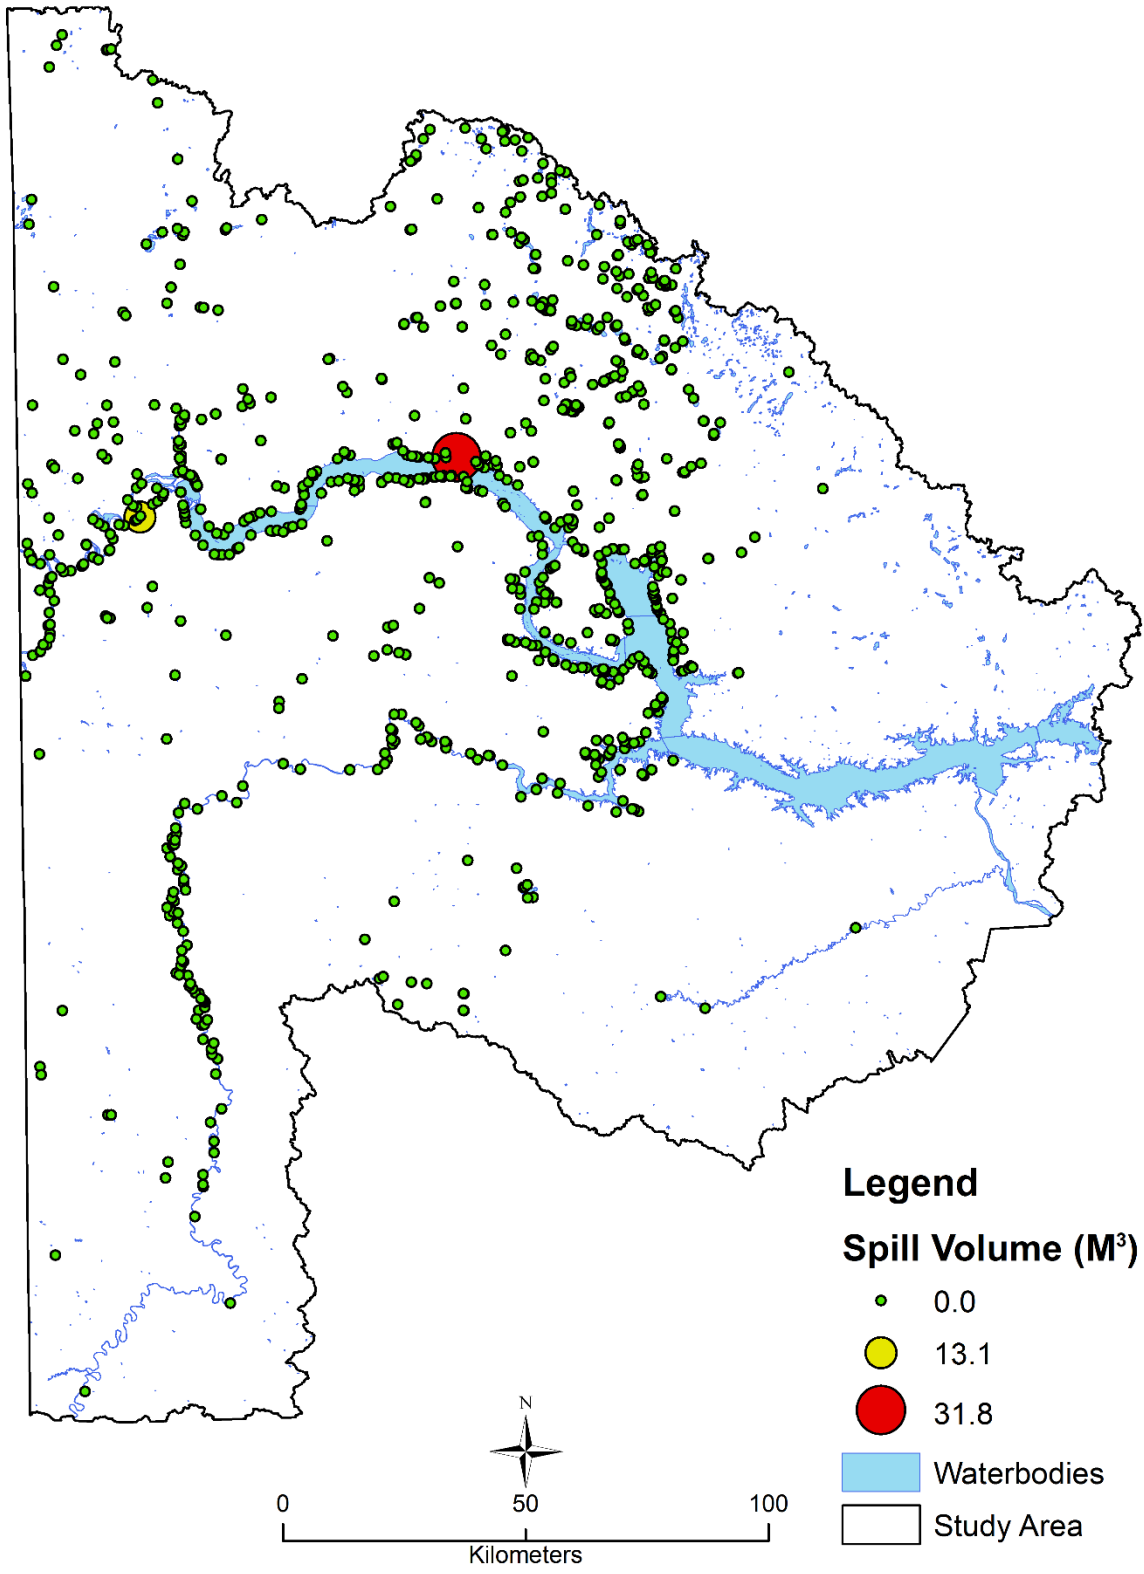 Legend
Spill Volume (M³)
0.0
13.1
31.8
Waterbodies
Study Area
N
0 50 100
Kilometers